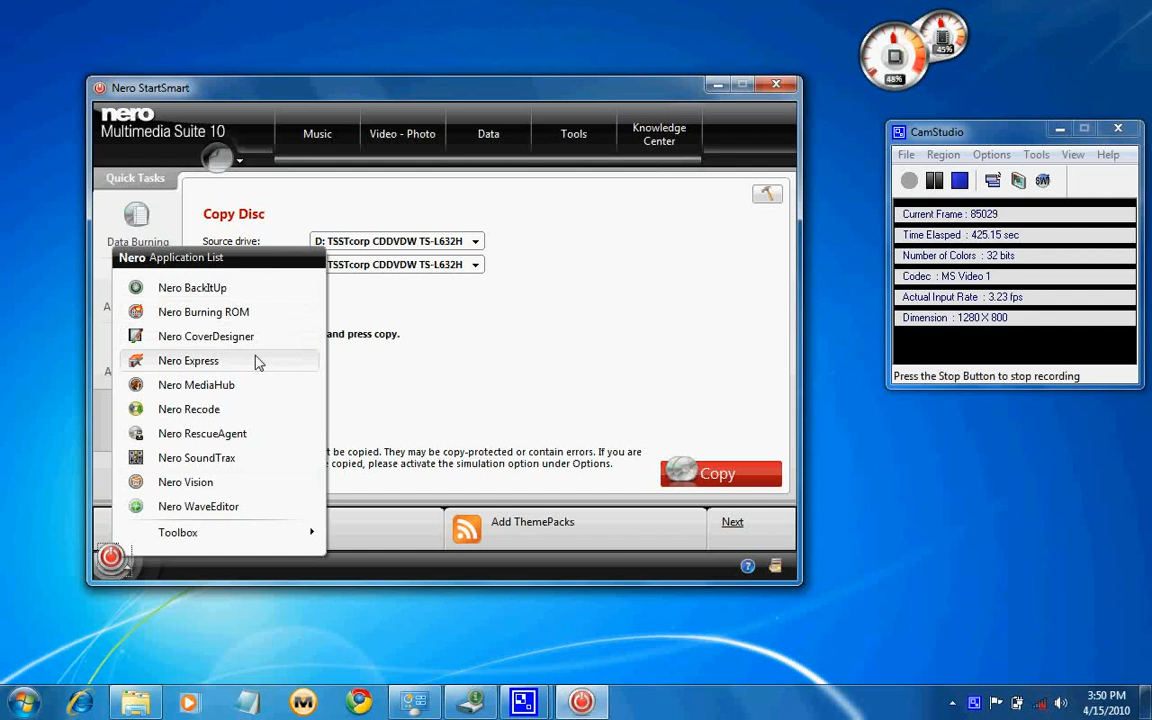 48%
45%
Nero StartSmart
nero
Multimedia Suite 10
Music
Video - Photo
Data
Tools
Knowledge
Center
Quick Tasks
Copy Disc
Data Burning
Source drive:
D: TSSTcorp CDDVDW TS-L632H
TSSTcorp CDDVDW TS-L632H
Nero Application List
Nero BackItUp
Nero Burning ROM
Nero CoverDesigner
and press copy.
Nero Express
Nero MediaHub
Nero Recode
Nero RescueAgent
Nero SoundTrax
Nero Vision
Nero WaveEditor
Toolbox
t be copied. They may be copy-protected or contain errors. If you are
copied, please activate the simulation option under Options.
Copy
Add ThemePacks
Next
CamStudio
File Region Options Tools View Help
Current Frame : 85029
Time Elasped : 425.15 sec
Number of Colors : 32 bits
Codec : MS Video 1
Actual Input Rate : 3.23 fps
Dimension : 1280 X 800
Press the Stop Button to stop recording
3:50 PM
4/15/2010